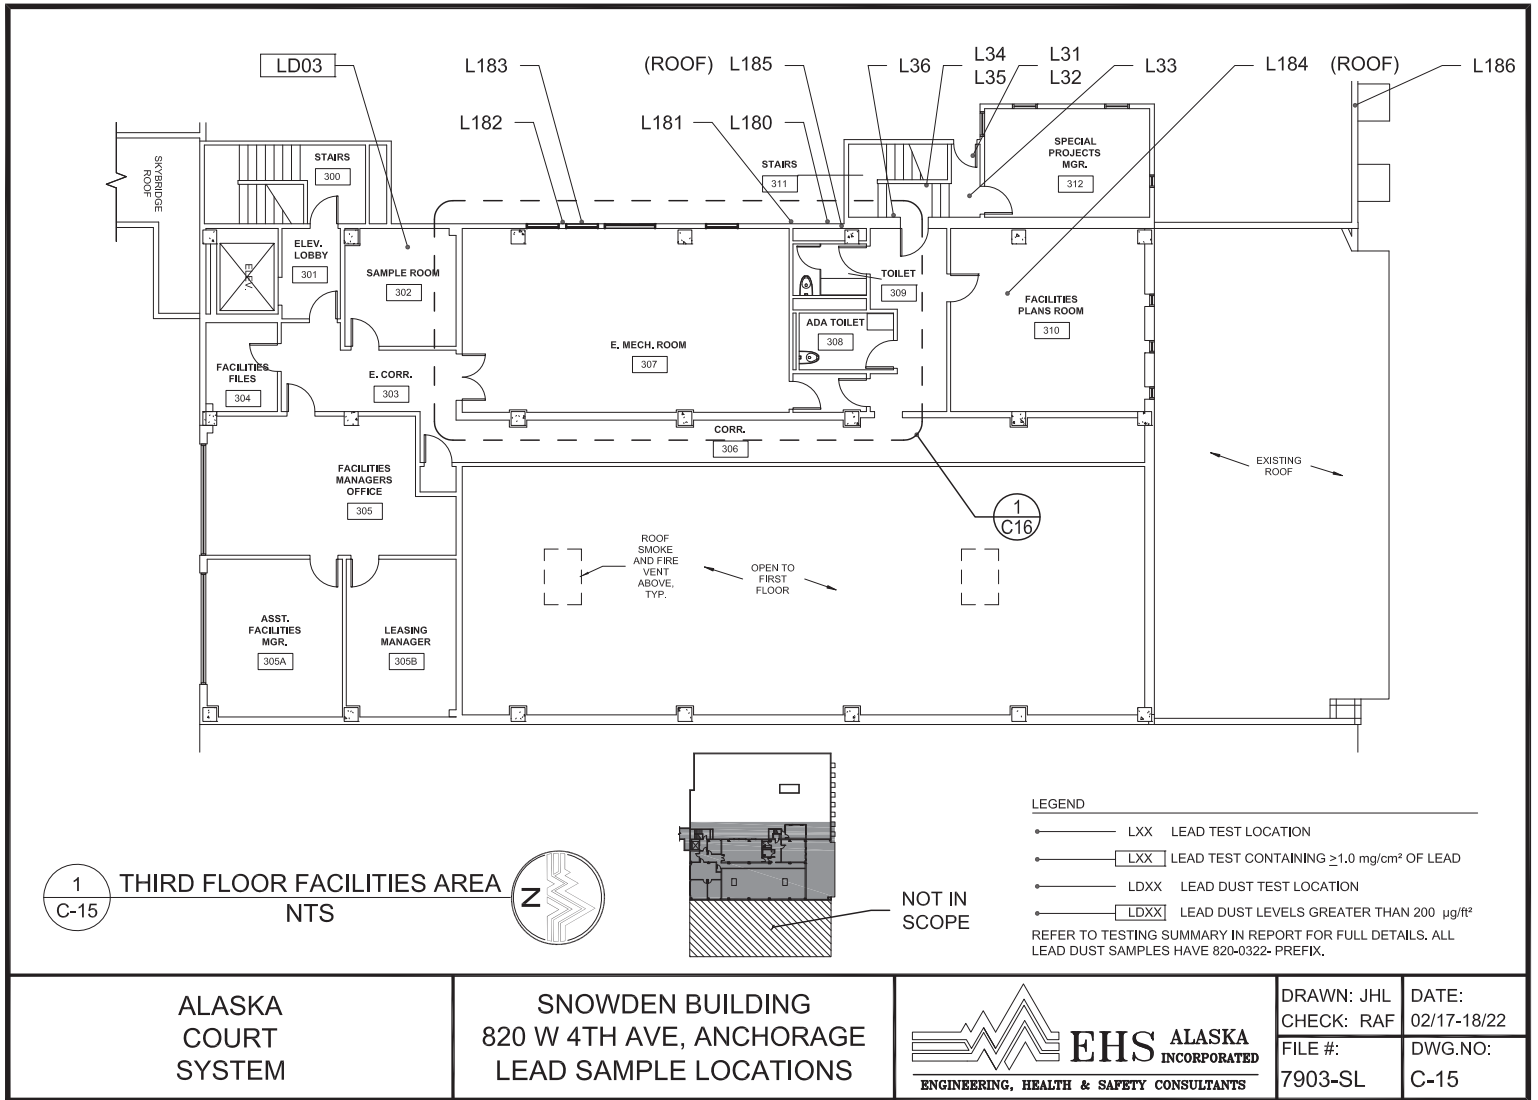 LD03
L183
(ROOF) L185
L36
L34
L35
L31
L32
L33
L184 (ROOF)
L186
L182
L181
L180
SKYBRIDGE
ROOF
STAIRS
300
STAIRS
311
SPECIAL
PROJECTS
MGR.
312
ELEV.
ELEV.
LOBBY
301
SAMPLE ROOM
302
TOILET
309
FACILITIES
PLANS ROOM
310
ADA TOILET
308
E. MECH. ROOM
307
FACILITIES
FILES
304
E. CORR.
303
CORR.
306
FACILITIES
MANAGERS
OFFICE
305
EXISTING
ROOF
1
C16
ROOF
SMOKE
AND FIRE
VENT
ABOVE,
TYP.
OPEN TO
FIRST
FLOOR
ASST.
FACILITIES
MGR.
305A
LEASING
MANAGER
305B
1
C-15
THIRD FLOOR FACILITIES AREA
NTS
N
NOT IN
SCOPE
LEGEND
LXX LEAD TEST LOCATION
LXX LEAD TEST CONTAINING ≥1.0 mg/cm² OF LEAD
LDXX LEAD DUST TEST LOCATION
LDXX LEAD DUST LEVELS GREATER THAN 200 µg/ft²
REFER TO TESTING SUMMARY IN REPORT FOR FULL DETAILS. ALL
LEAD DUST SAMPLES HAVE 820-0322- PREFIX.
ALASKA
COURT
SYSTEM
SNOWDEN BUILDING
820 W 4TH AVE, ANCHORAGE
LEAD SAMPLE LOCATIONS
EHS ALASKA
INCORPORATED
ENGINEERING, HEALTH & SAFETY CONSULTANTS
DRAWN: JHL
CHECK: RAF
DATE:
02/17-18/22
FILE #:
7903-SL
DWG.NO:
C-15